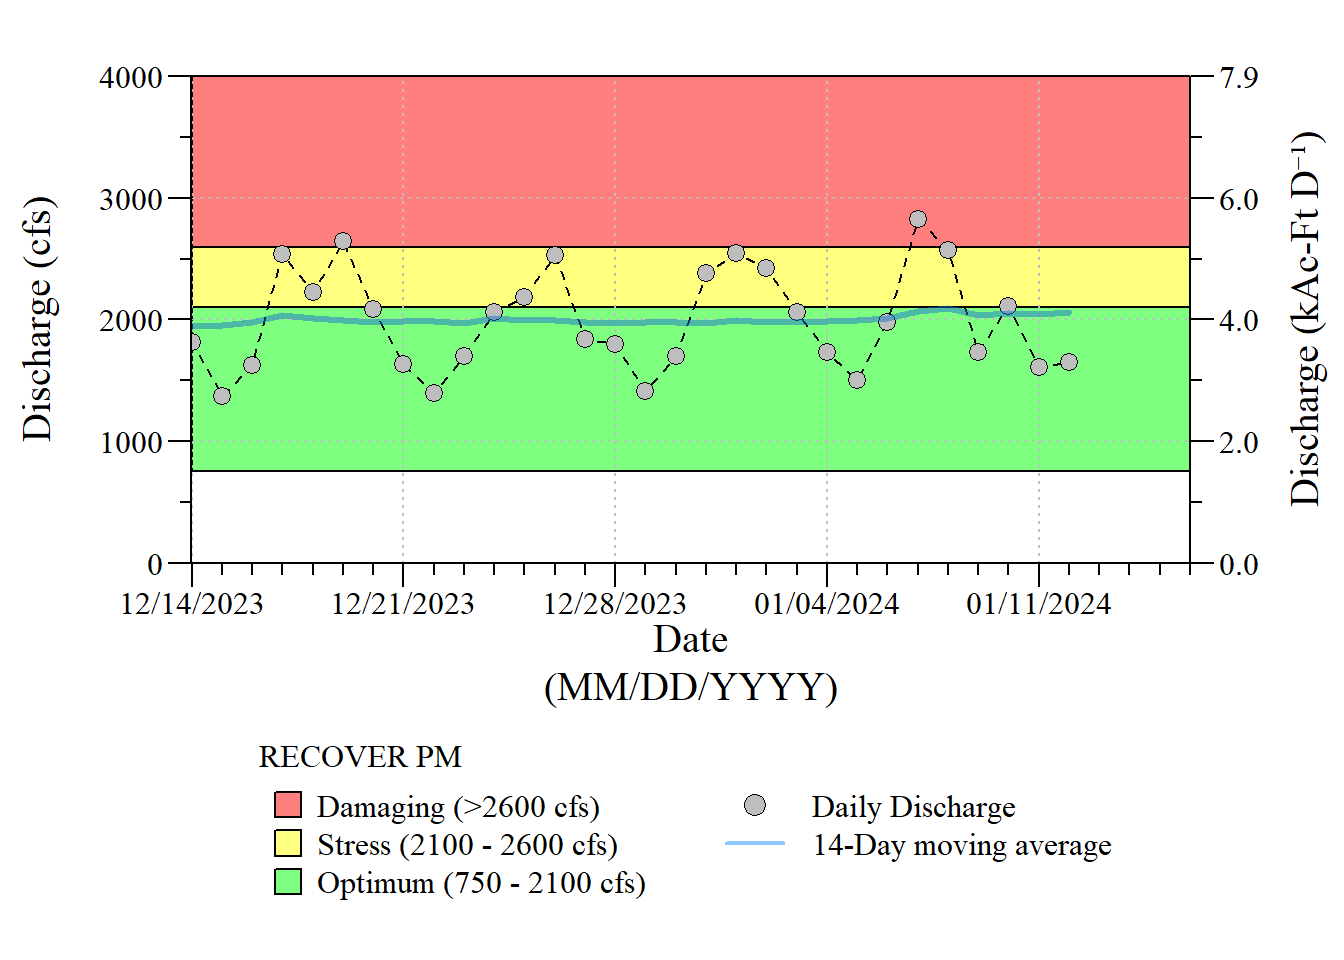 4000
3000
2000
1000
0
Discharge (cfs)
7.9
6.0
4.0
2.0
0.0
Discharge (kAc-Ft D⁻¹)
12/14/2023
12/21/2023
12/28/2023
01/04/2024
01/11/2024
Date
(MM/DD/YYYY)
RECOVER PM
Damaging (>2600 cfs)
Stress (2100 - 2600 cfs)
Optimum (750 - 2100 cfs)
Daily Discharge
14-Day moving average